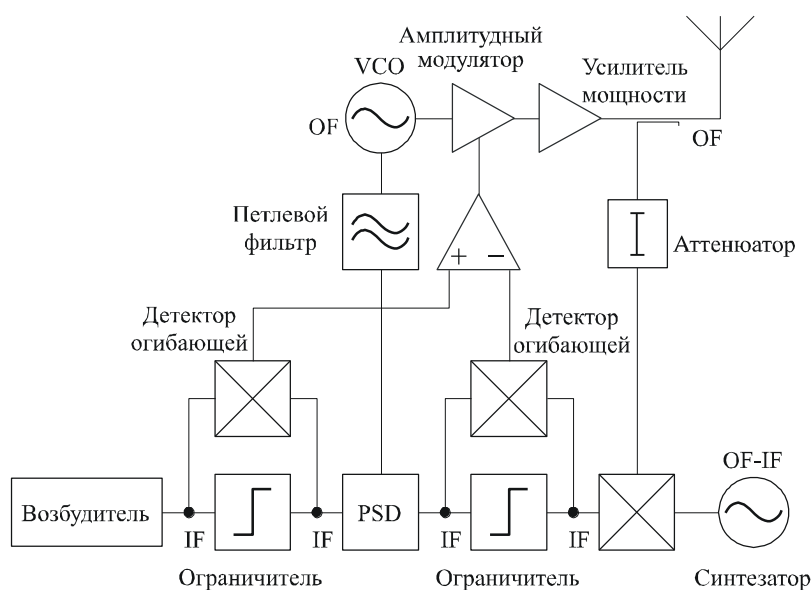 Амплитудный
модулятор
VCO
Усилитель
мощности
OF
OF
Петлевой
фильтр
+ −
Аттенюатор
Детектор
огибающей
Детектор
огибающей
OF-IF
Возбудитель
PSD
IF
IF
IF
IF
Ограничитель
Ограничитель
Синтезатор